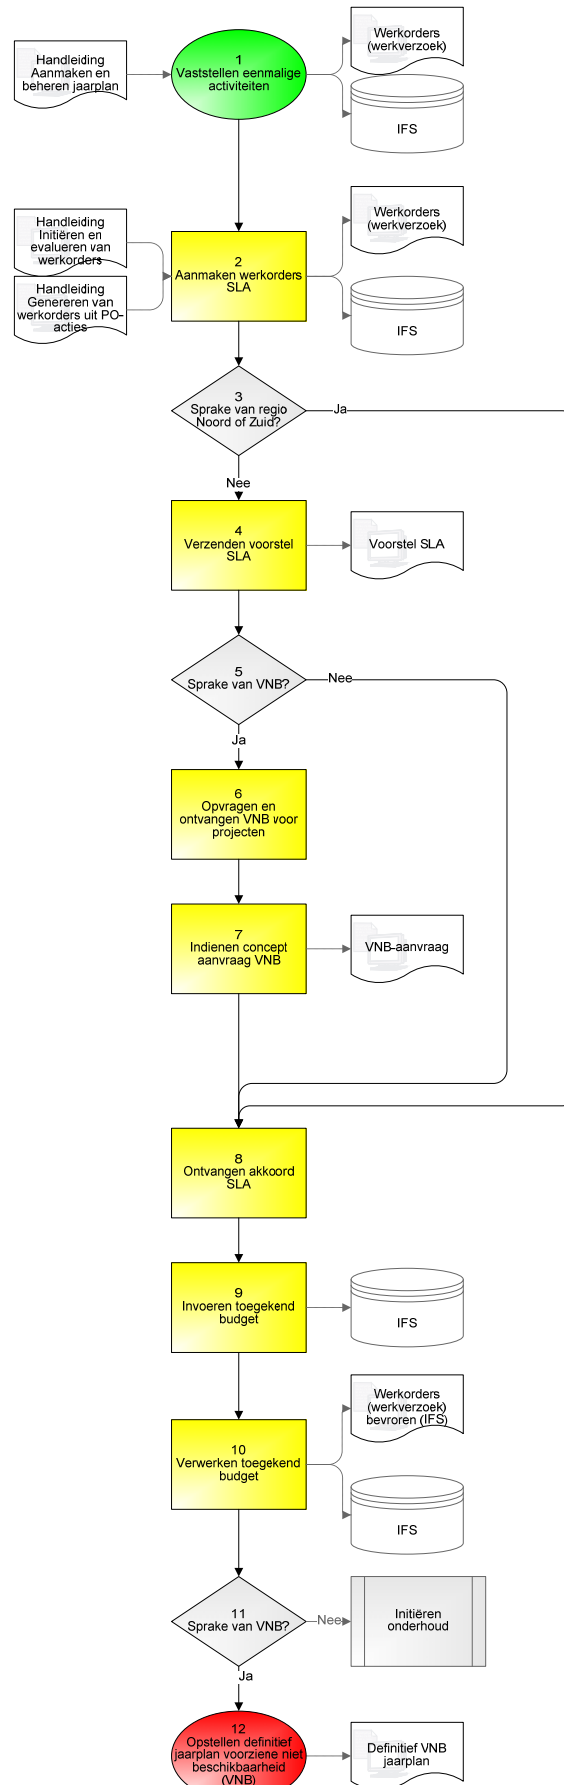 Handleiding
Aanmaken en
beheren jaarplan
1
Vaststellen eenmalige
activiteiten
Werkorders
(werkverzoek)
IFS
Handleiding
Initiëren en
evalueren van
werkorders
Handleiding
Genereren van
werkorders uit PO-
acties
2
Aanmaken werkorders
SLA
Werkorders
(werkverzoek)
IFS
3
Sprake van regio
Noord of Zuid?
Ja
Nee
4
Verzenden voorstel
SLA
Voorstel SLA
5
Sprake van VNB?
Nee
Ja
6
Opvragen en
ontvangen VNB voor
projecten
7
Indienen concept
aanvraag VNB
VNB-aanvraag
8
Ontvangen akkoord
SLA
9
Invoeren toegekend
budget
IFS
10
Verwerken toegekend
budget
Werkorders
(werkverzoek)
bevroren (IFS)
IFS
11
Sprake van VNB?
Nee
Initiëren
onderhoud
Ja
12
Opstellen definitief
jaarplan voorziene niet
beschikbaarheid
(VNB)
Definitief VNB
jaarplan